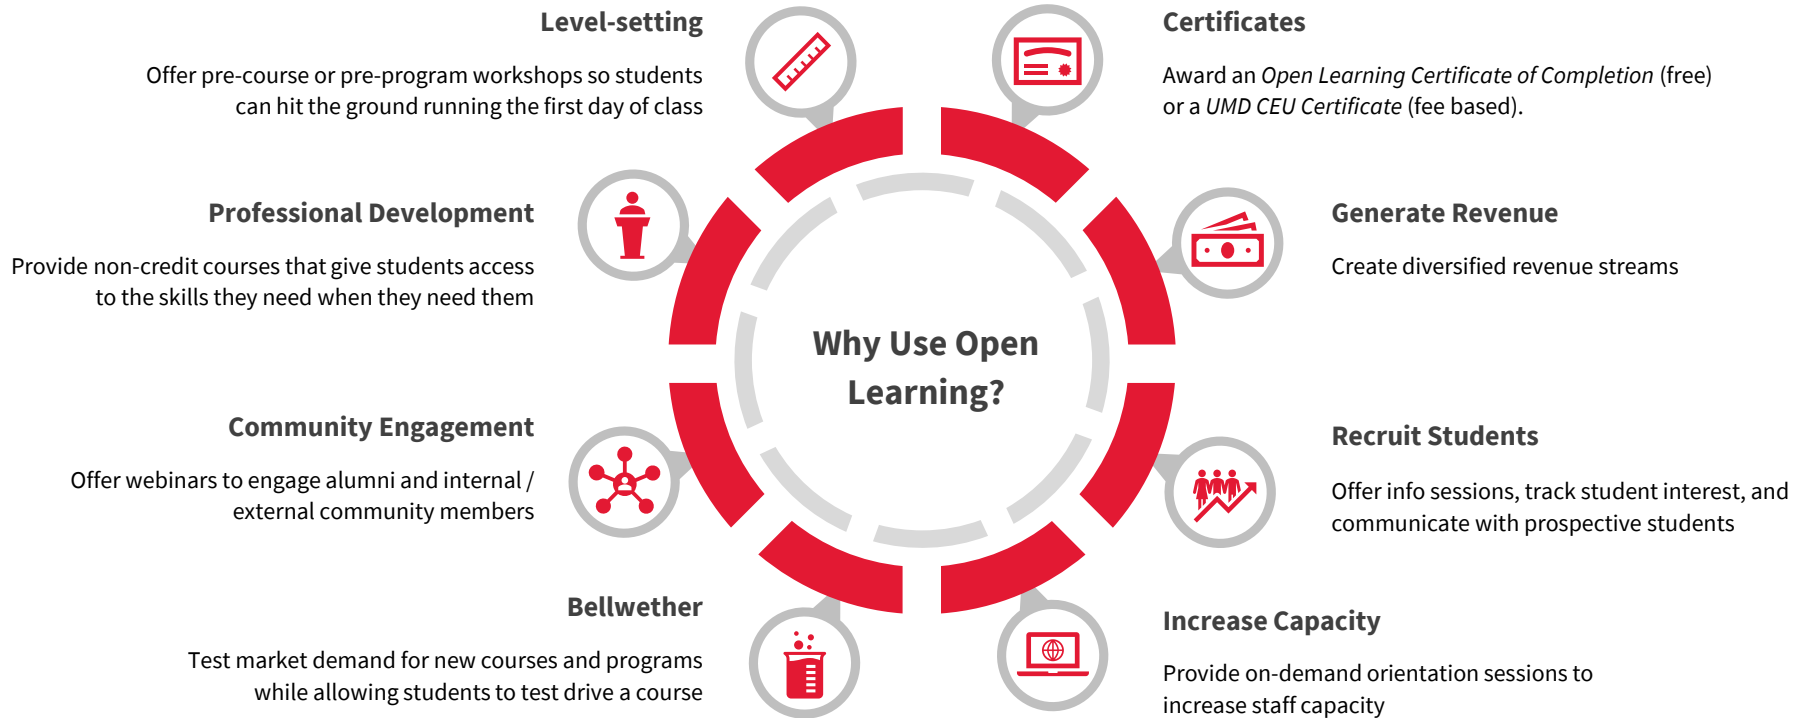 Level-setting
Offer pre-course or pre-program workshops so students
can hit the ground running the first day of class
Professional Development
Provide non-credit courses that give students access
to the skills they need when they need them
Community Engagement
Offer webinars to engage alumni and internal /
external community members
Bellwether
Test market demand for new courses and programs
while allowing students to test drive a course
Why Use Open
Learning?
Certificates
Award an Open Learning Certificate of Completion (free)
or a UMD CEU Certificate (fee based).
Generate Revenue
Create diversified revenue streams
Recruit Students
Offer info sessions, track student interest, and
communicate with prospective students
Increase Capacity
Provide on-demand orientation sessions to
increase staff capacity